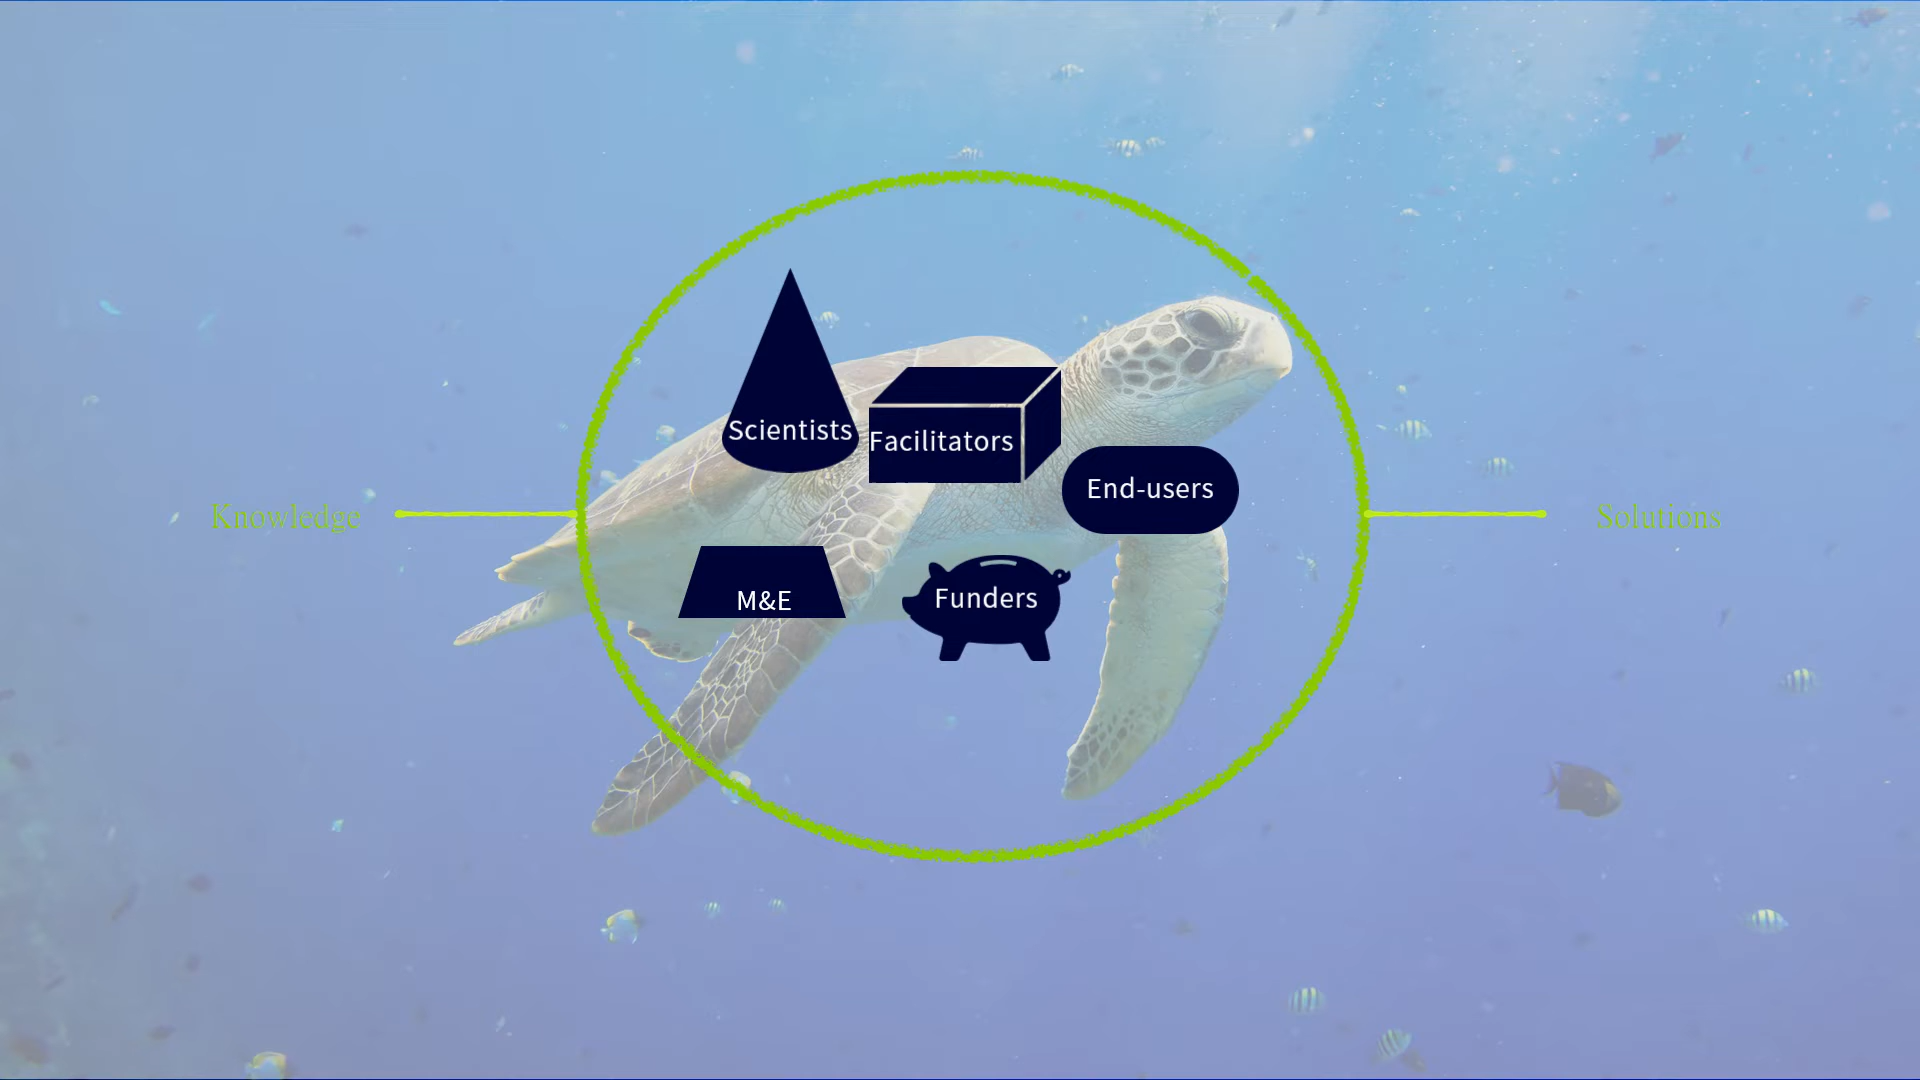 Scientists
Facilitators
End-users
Knowledge
Solutions
M&E
Funders